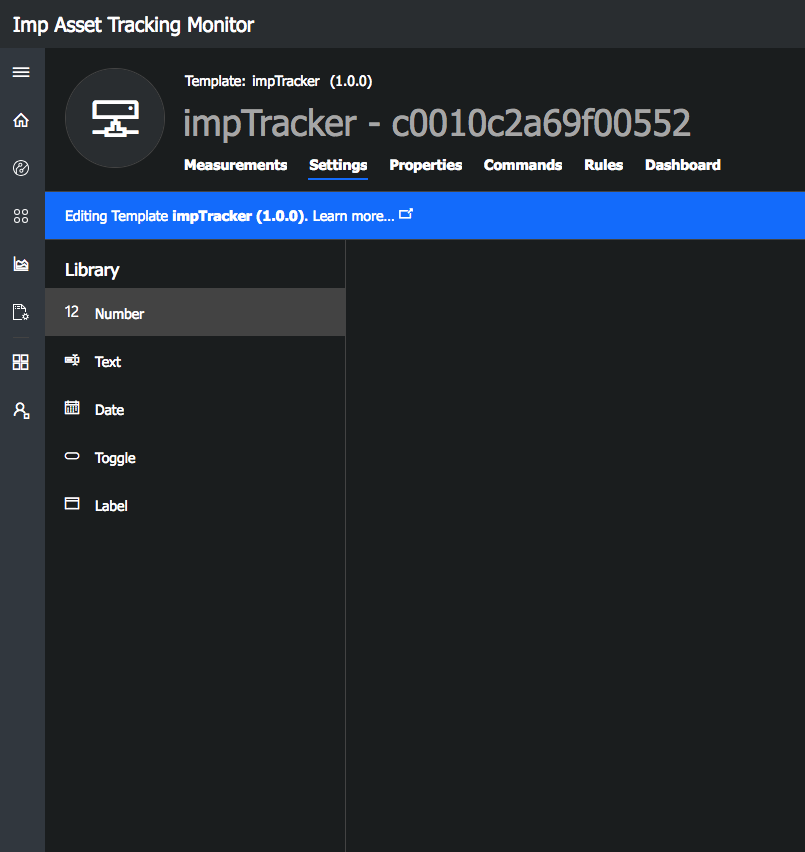 Imp Asset Tracking Monitor
Template: impTracker (1.0.0)
impTracker - c0010c2a69f00552
Measurements Settings Properties Commands Rules Dashboard
Editing Template impTracker (1.0.0). Learn more...
Library
12 Number
Text
Date
Toggle
Label